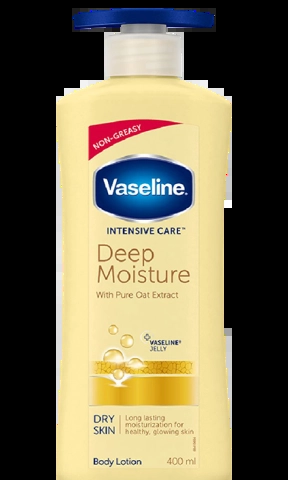 NON-GREASY
Vaseline.
INTENSIVE CARE™
Deep
Moisture
With Pure Oat Extract
VASELINE®
JELLY
DRY
SKIN
Long lasting
moisturization for
healthy, glowing skin
Body Lotion
400 ml